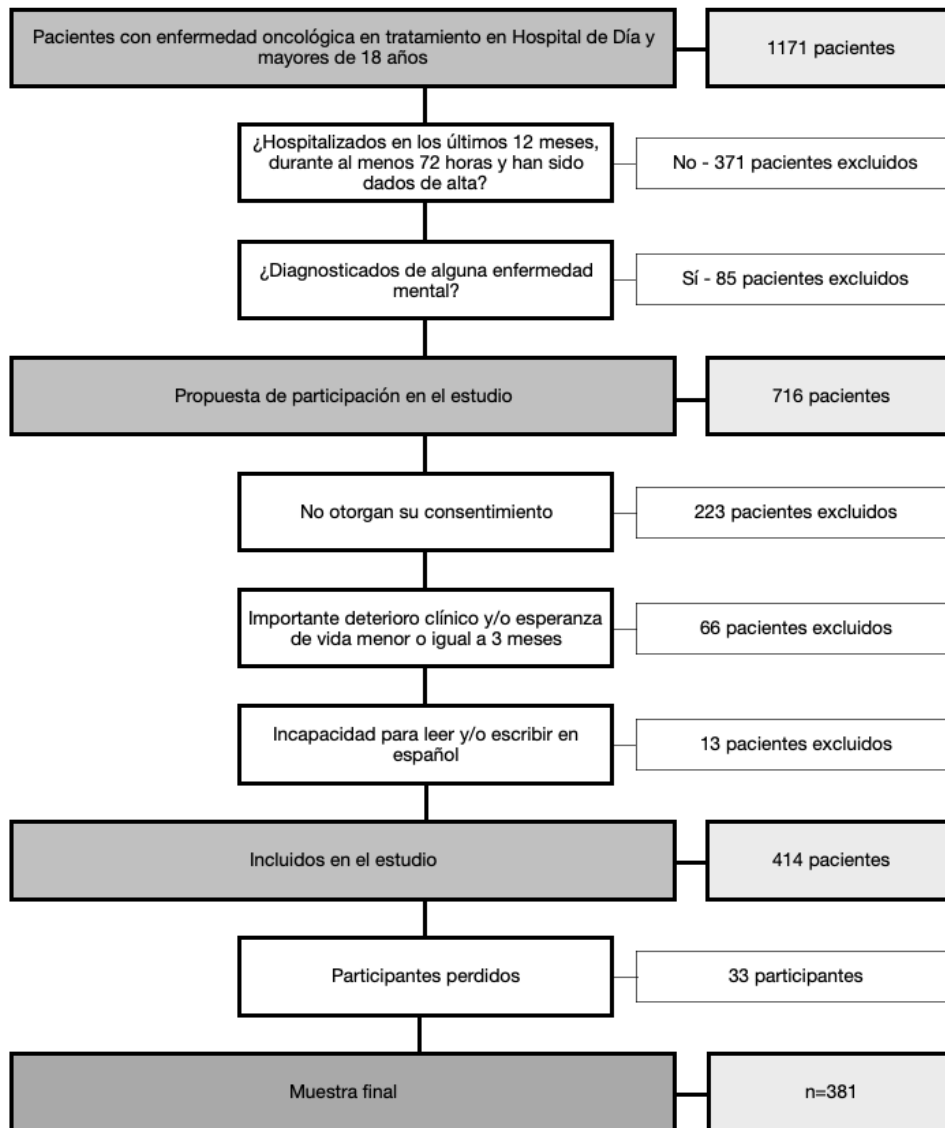 Pacientes con enfermedad oncológica en tratamiento en Hospital de Día y
mayores de 18 años
1171 pacientes
¿Hospitalizados en los últimos 12 meses,
durante al menos 72 horas y han sido
dados de alta?
No - 371 pacientes excluidos
¿Diagnosticados de alguna enfermedad
mental?
Sí - 85 pacientes excluidos
Propuesta de participación en el estudio
716 pacientes
No otorgan su consentimiento
223 pacientes excluidos
Importante deterioro clínico y/o esperanza
de vida menor o igual a 3 meses
66 pacientes excluidos
Incapacidad para leer y/o escribir en
español
13 pacientes excluidos
Incluidos en el estudio
414 pacientes
Participantes perdidos
33 participantes
Muestra final
n=381